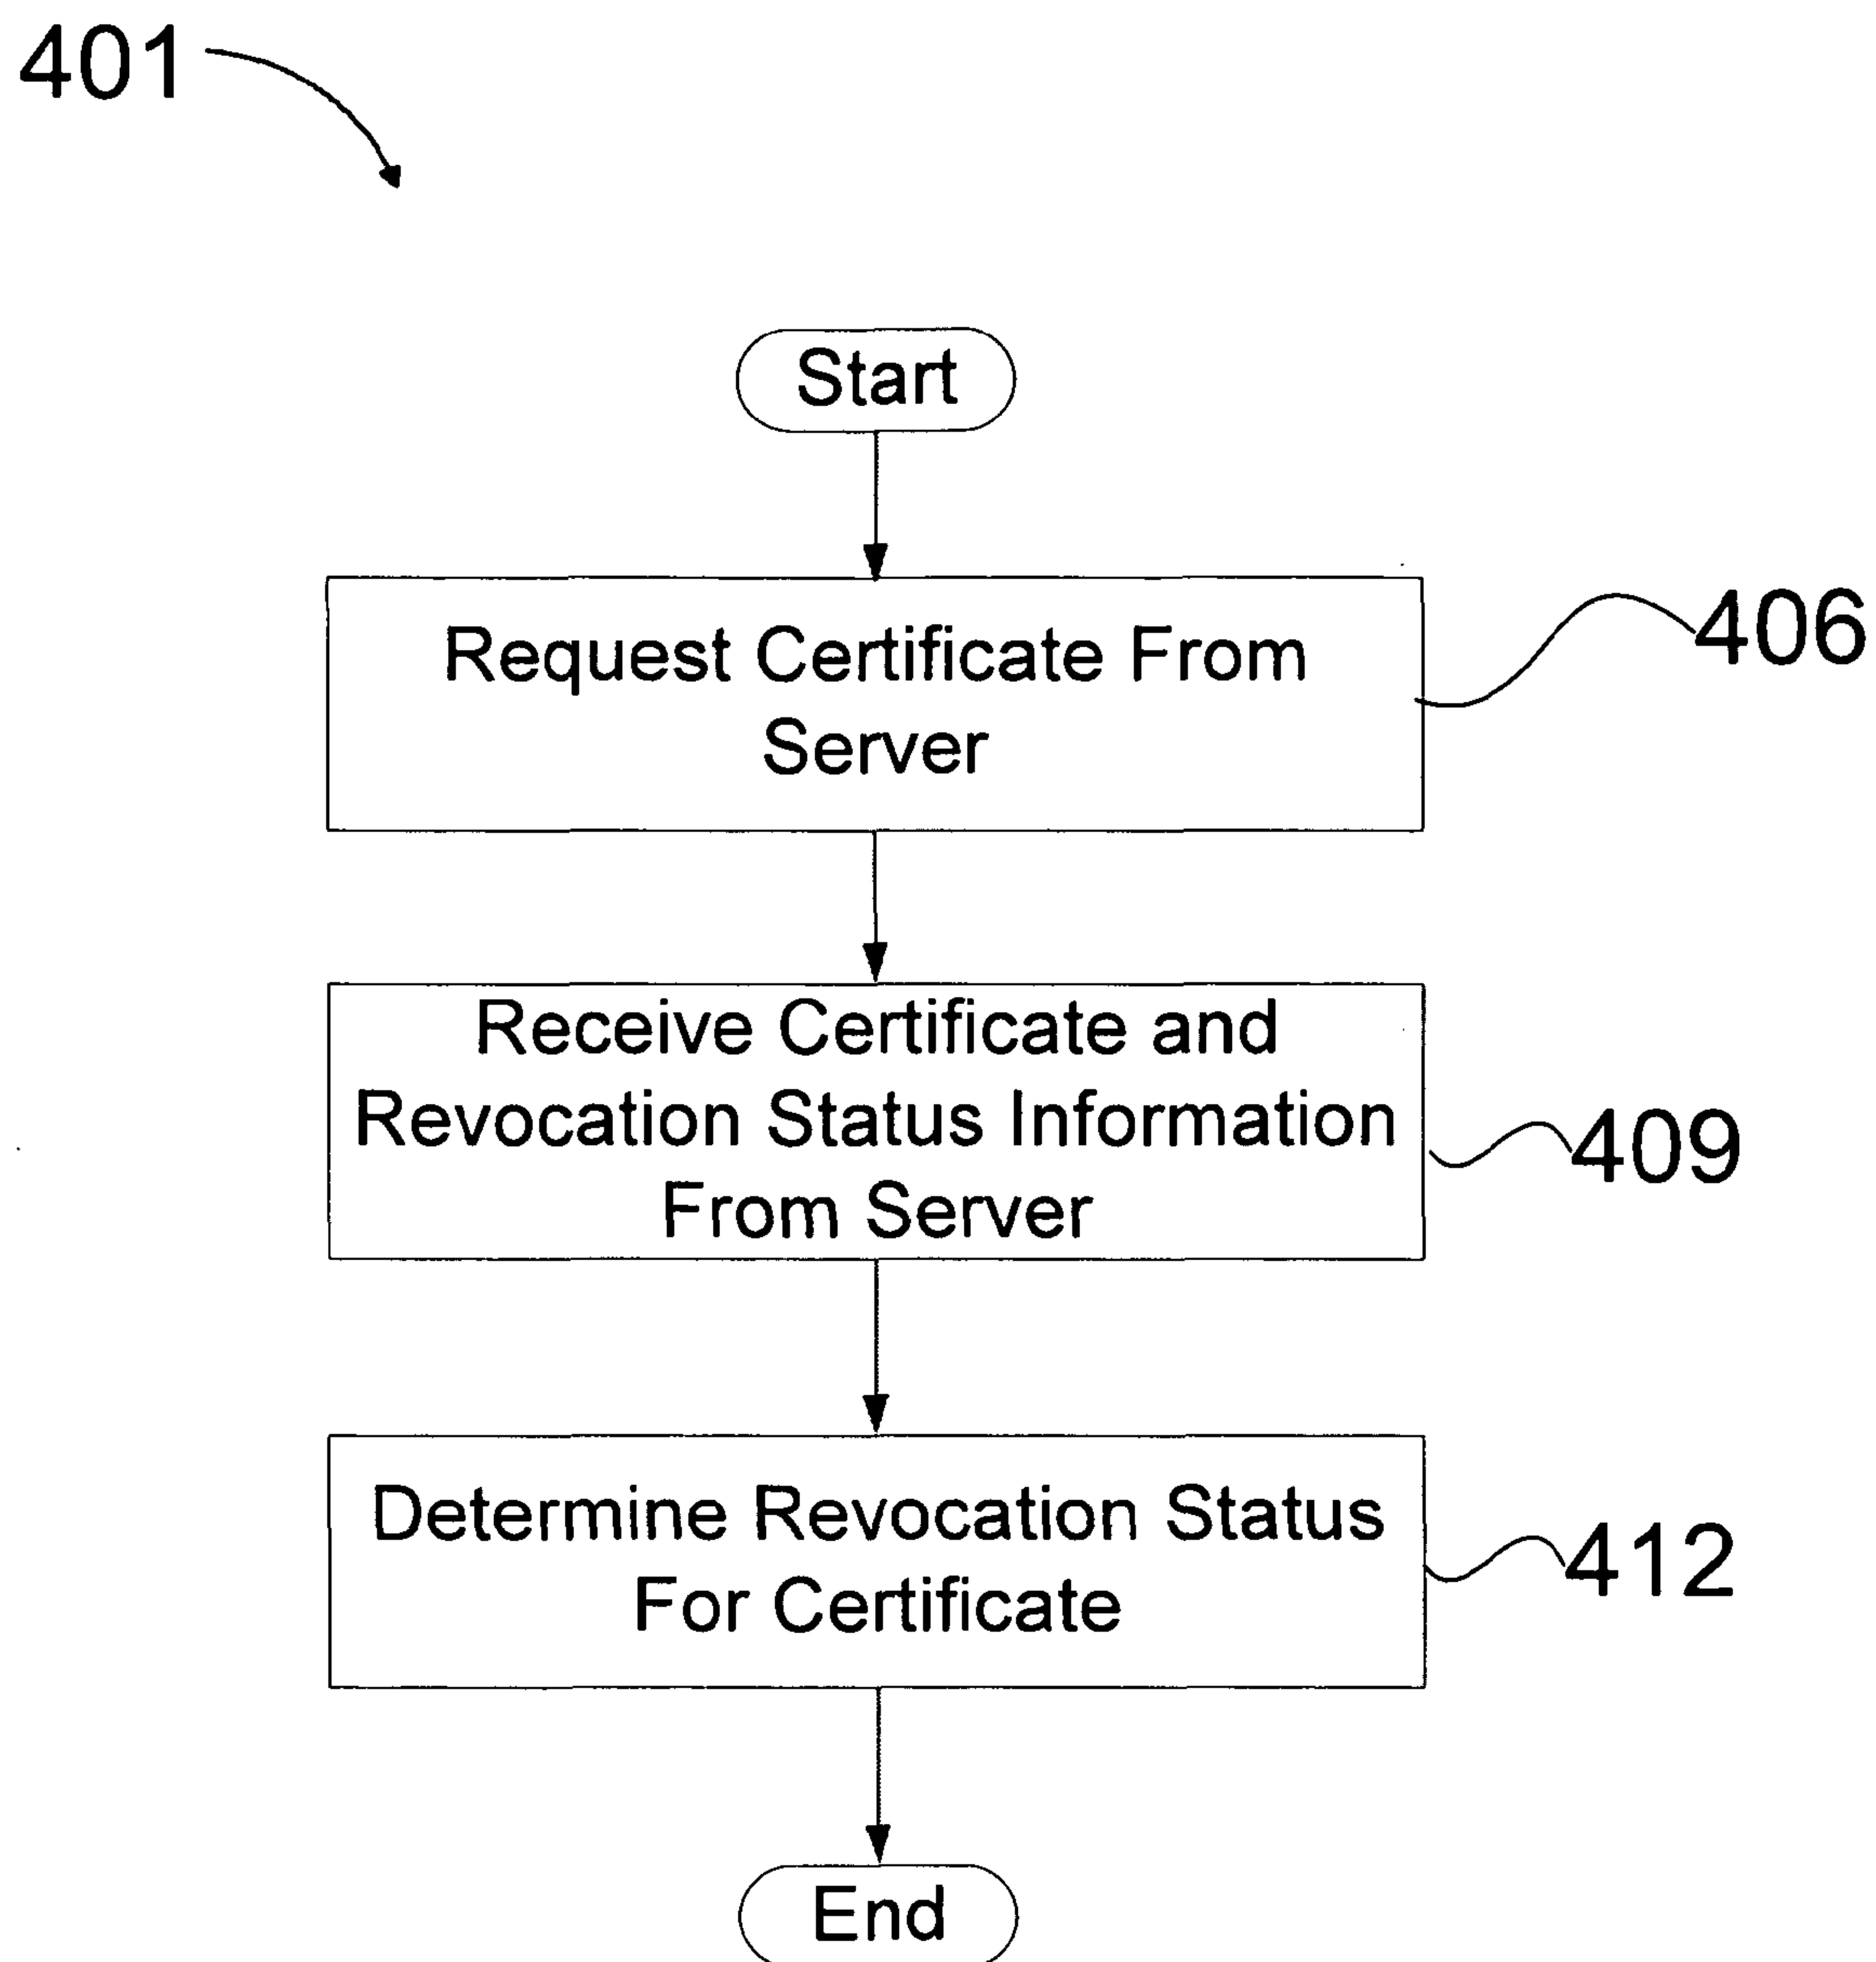 401
Start
Request Certificate From
Server
406
Receive Certificate and
Revocation Status Information
From Server
409
Determine Revocation Status
For Certificate
412
End